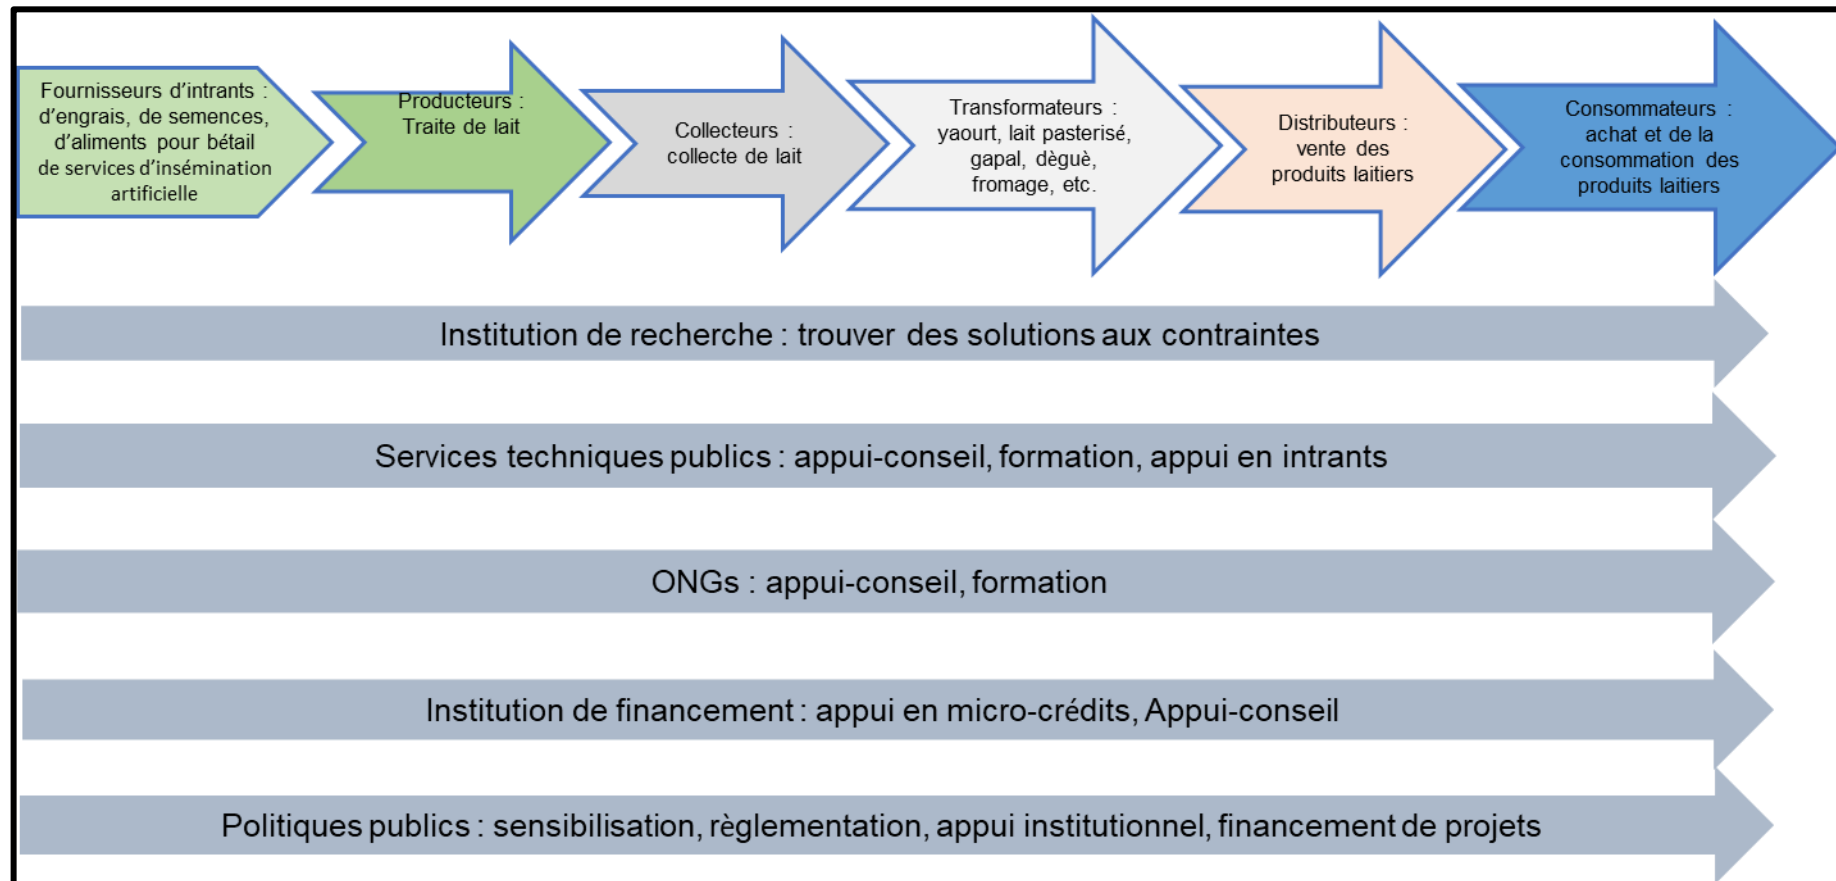 Fournisseurs d'intrants :
d'engrais, de semences,
d'aliments pour bétail
de services d'insémination
artificielle
Producteurs :
Traite de lait
Collecteurs :
collecte de lait
Transformateurs :
yaourt, lait pasterisé,
gapal, dèguè,
fromage, etc.
Distributeurs :
vente des
produits laitiers
Consommateurs :
achat et de la
consommation des
produits laitiers
Institution de recherche : trouver des solutions aux contraintes
Services techniques publics : appui-conseil, formation, appui en intrants
ONGs : appui-conseil, formation
Institution de financement : appui en micro-crédits, Appui-conseil
Politiques publics : sensibilisation, règlementation, appui institutionnel, financement de projets